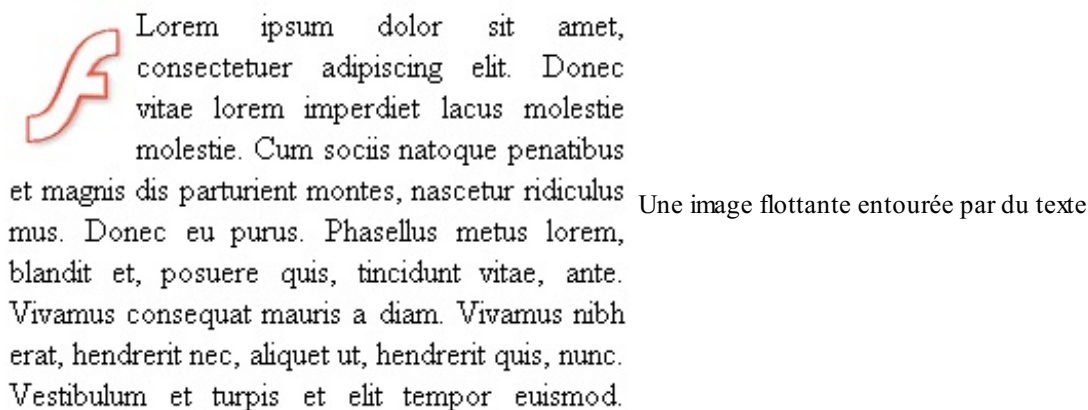 Lorem ipsum dolor sit amet,
consectetuer adipiscing elit. Donec
vitae lorem imperdiet lacus molestie
molestie. Cum sociis natoque penatibus
et magnis dis parturient montes, nascetur ridiculus
mus. Donec eu purus. Phasellus metus lorem,
blandit et, posuere quis, tincidunt vitae, ante.
Vivamus consequat mauris a diam. Vivamus nibh
erat, hendrerit nec, aliquet ut, hendrerit quis, nunc.
Vestibulum et turpis et elit tempor euismod.
Une image flottante entourée par du texte